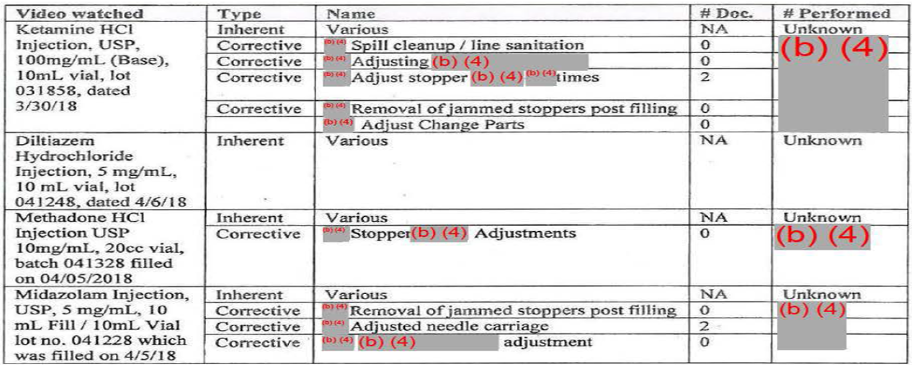 Video watched Type Name # Doc. # Performed
Ketamine HCl Inherent Various NA Unknown
Injection, USP, Corrective (b) (4) Spill cleanup / line sanitation 0 (b) (4)
100mg/mL (Base), Corrective (b) (4) Adjusting (b) (4) 0
10mL vial, lot Corrective (b) (4) Adjust stopper (b) (4) (b) (4) times 2
031858, dated
3/30/18 Corrective (b) (4) Removal of jammed stoppers post filling 0
(b) (4) Adjust Change Parts 0
Diltiazem Inherent Various NA Unknown
Hydrochloride
Injection, 5 mg/mL,
10 mL vial, lot
041248, dated 4/6/18
Methadone HCl Inherent Various NA Unknown
Injection USP Corrective (b) (4) Stopper (b) (4) Adjustments 0 (b) (4)
10mg/mL, 20cc vial,
batch 041328 filled
on 04/05/2018
Midazolam Injection, Inherent Various NA Unknown
USP, 5 mg/mL, 10 Corrective (b) (4) Removal of jammed stoppers post filling 0 (b) (4)
mL Fill / 10mL Vial Corrective (b) (4) Adjusted needle carriage 2
lot no. 041228 which Corrective (b) (4) (b) (4) adjustment 0
was filled on 4/5/18